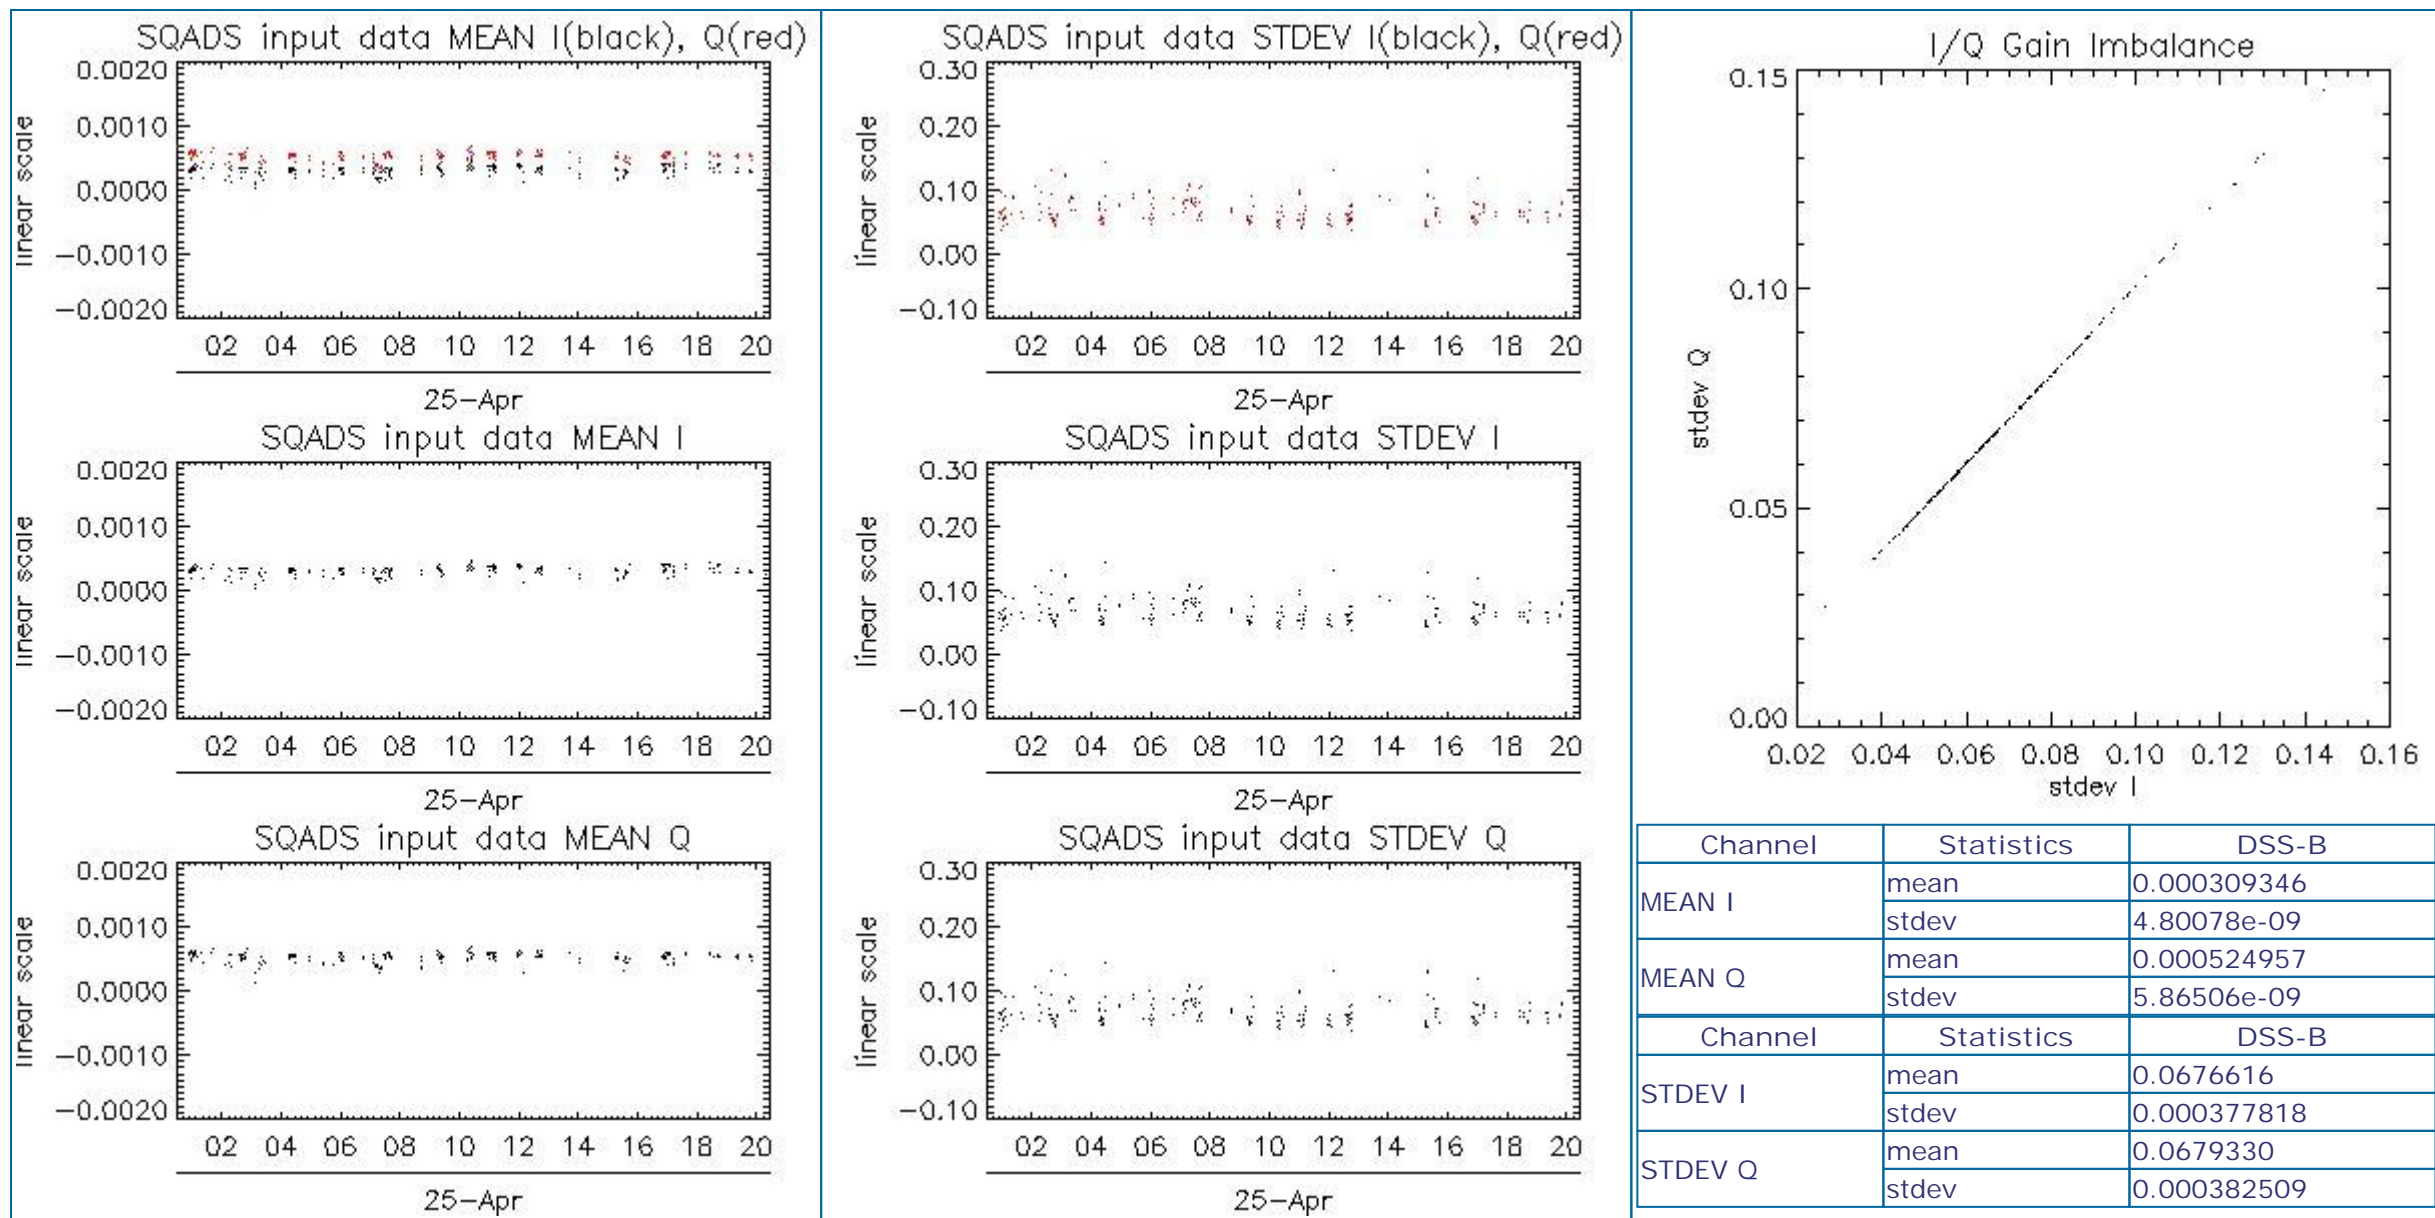 SQADS input data MEAN I(black), Q(red)
0.0020
0.0010
0.0000
-0.0010
-0.0020
linear scale
02 04 06 08 10 12 14 16 18 20
25-Apr
SQADS input data MEAN I
0.0020
0.0010
0.0000
-0.0010
-0.0020
linear scale
02 04 06 08 10 12 14 16 18 20
25-Apr
SQADS input data MEAN Q
0.0020
0.0010
0.0000
-0.0010
-0.0020
linear scale
02 04 06 08 10 12 14 16 18 20
25-Apr
SQADS input data STDEV I(black), Q(red)
0.30
0.20
0.10
0.00
-0.10
linear scale
02 04 06 08 10 12 14 16 18 20
25-Apr
SQADS input data STDEV I
0.30
0.20
0.10
0.00
-0.10
linear scale
02 04 06 08 10 12 14 16 18 20
25-Apr
SQADS input data STDEV Q
0.30
0.20
0.10
0.00
-0.10
linear scale
02 04 06 08 10 12 14 16 18 20
25-Apr
I/Q Gain Imbalance
0.15
0.10
0.05
0.00
stdev Q
0.02 0.04 0.06 0.08 0.10 0.12 0.14 0.16
stdev I
Channel Statistics DSS-B
MEAN I mean 0.000309346
stdev 4.80078e-09
MEAN Q mean 0.000524957
stdev 5.86506e-09
Channel Statistics DSS-B
STDEV I mean 0.0676616
stdev 0.000377818
STDEV Q mean 0.0679330
stdev 0.000382509